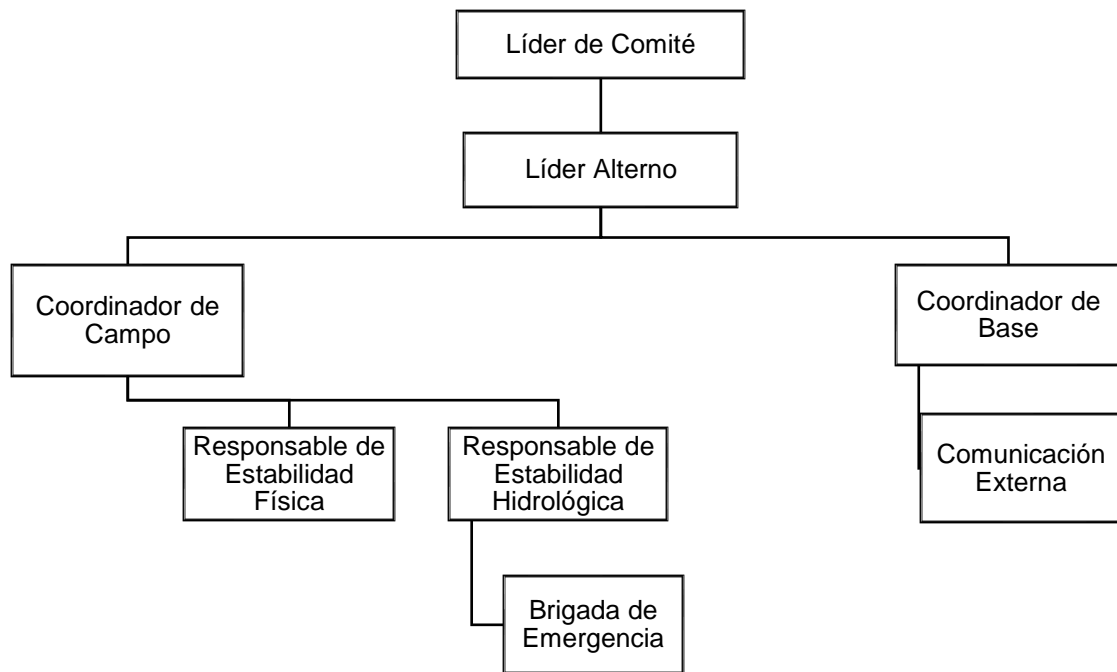 Líder de Comité
Líder Alterno
Coordinador de
Campo
Coordinador de
Base
Responsable de
Estabilidad
Física
Responsable de
Estabilidad
Hidrológica
Comunicación
Externa
Brigada de
Emergencia